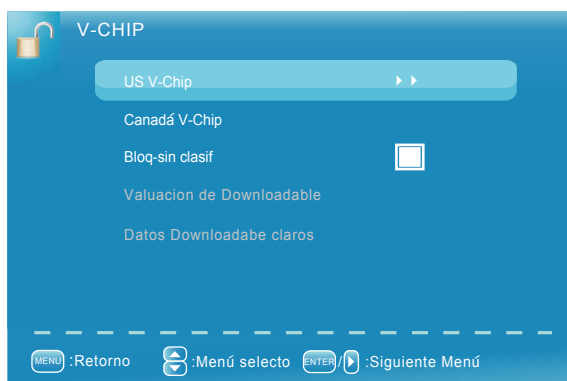 V-CHIP
US V-Chip
Canadá V-Chip
Bloq-sin clasif
Valuacion de Downloadable
Datos Downloadabe claros
MENU :Retorno :Menú selecto ENTER / :Siguiente Menú